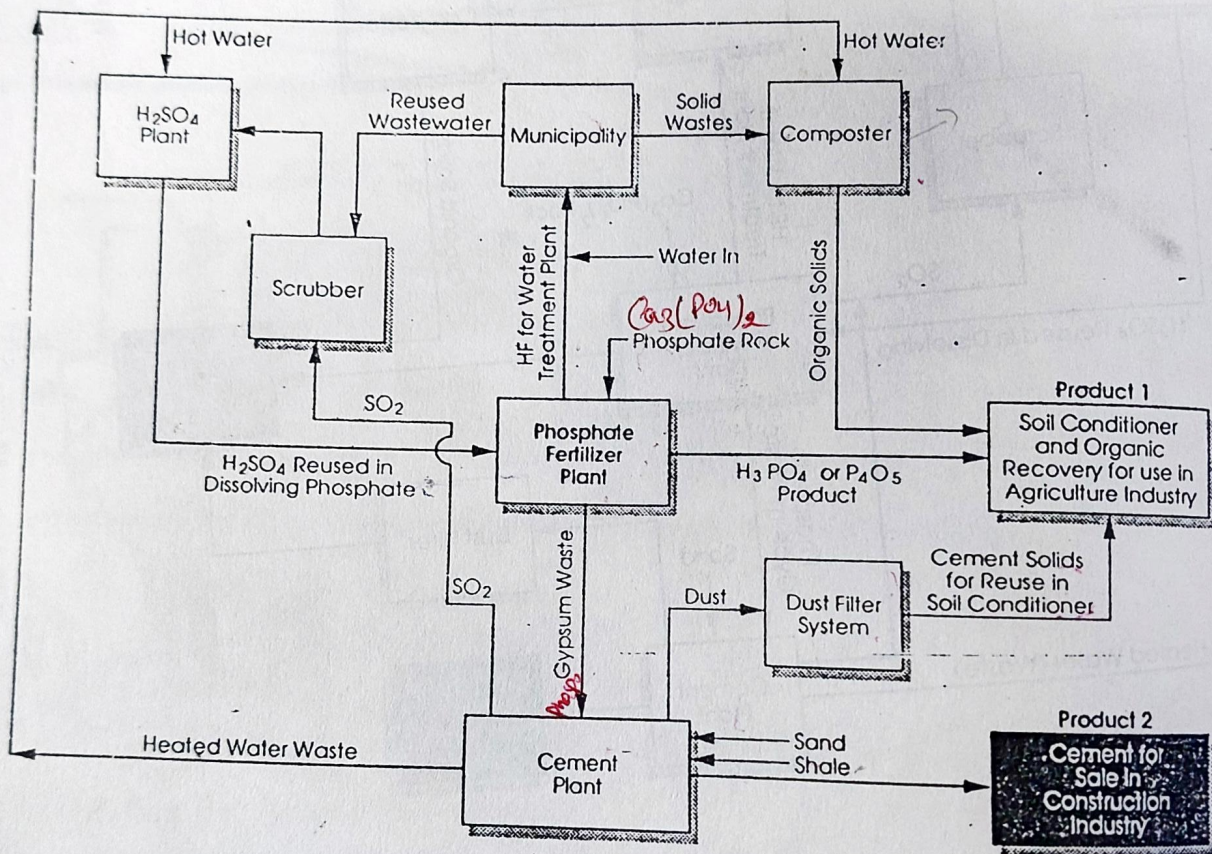 Hot Water
Hot Water
H₂SO₄
Plant
Reused
Wastewater
Municipality
Solid
Wastes
Composter
Scrubber
HF for Water
Treatment Plant
Water In
Ca3(PO4)2
Phosphate Rock
Organic Solids
SO₂
Product 1
Phosphate
Fertilizer
Plant
Soil Conditioner
and Organic
Recovery for use in
Agriculture Industry
H₂SO₄ Reused in
Dissolving Phosphate
H₃ PO₄ or P₄O₅
Product
SO₂
Phospo
Gypsum Waste
Dust
Dust Filter
System
Cement Solids
for Reuse in
Soil Conditioner
Heated Water Waste
Cement
Plant
Sand
Shale
Product 2
Cement for
Sale In
Construction
Industry